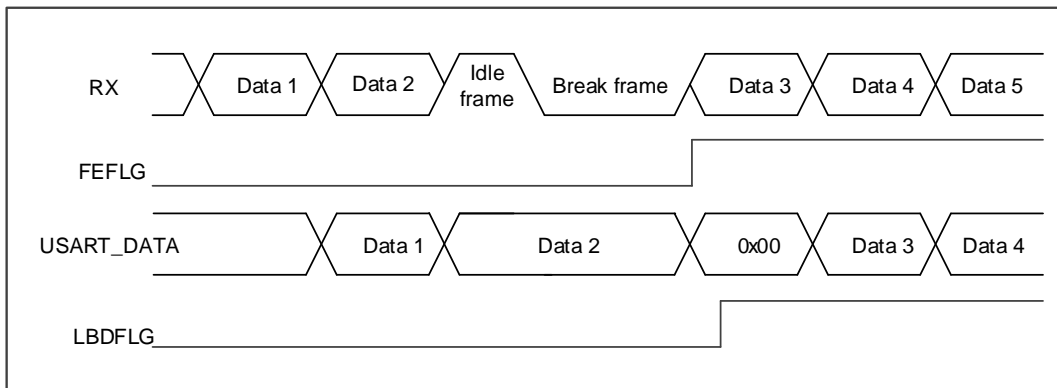 RX
Data 1
Data 2
Idle
frame
Break frame
Data 3
Data 4
Data 5
FEFLG
USART_DATA
Data 1
Data 2
0x00
Data 3
Data 4
LBDFLG